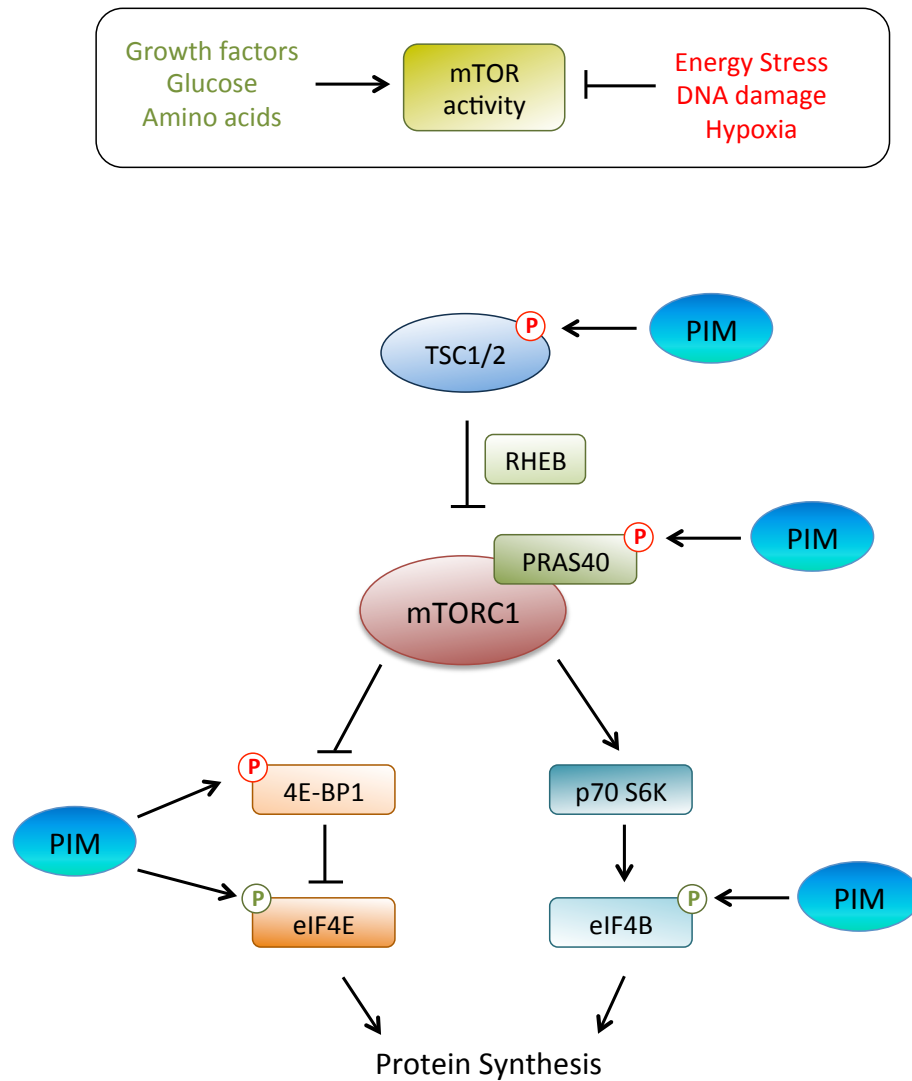 Growth factors
Glucose
Amino acids
mTOR
activity
Energy Stress
DNA damage
Hypoxia
P
PIM
TSC1/2
RHEB
P
PIM
PRAS40
mTORC1
P
4E-BP1
p70 S6K
PIM
P
eIF4E
P
eIF4B
PIM
Protein Synthesis